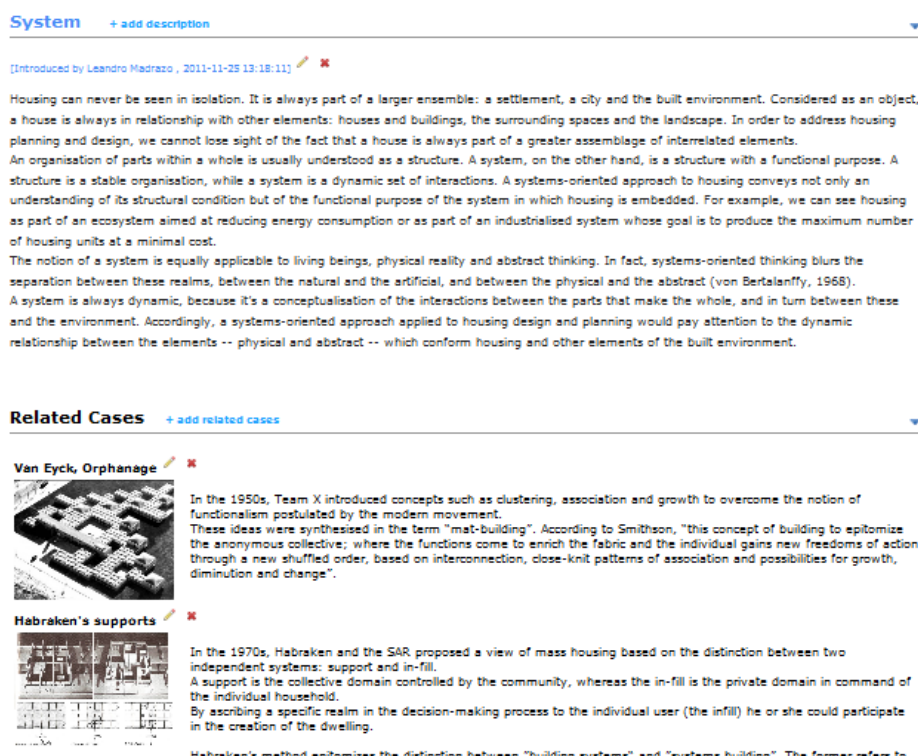 System + add description
[Introduced by Leandro Madrazo , 2011-11-25 13:18:11]
Housing can never be seen in isolation. It is always part of a larger ensemble: a settlement, a city and the built environment. Considered as an object,
a house is always in relationship with other elements: houses and buildings, the surrounding spaces and the landscape. In order to address housing
planning and design, we cannot lose sight of the fact that a house is always part of a greater assemblage of interrelated elements.
An organisation of parts within a whole is usually understood as a structure. A system, on the other hand, is a structure with a functional purpose. A
structure is a stable organisation, while a system is a dynamic set of interactions. A systems-oriented approach to housing conveys not only an
understanding of its structural condition but of the functional purpose of the system in which housing is embedded. For example, we can see housing
as part of an ecosystem aimed at reducing energy consumption or as part of an industrialised system whose goal is to produce the maximum number
of housing units at a minimal cost.
The notion of a system is equally applicable to living beings, physical reality and abstract thinking. In fact, systems-oriented thinking blurs the
separation between these realms, between the natural and the artificial, and between the physical and the abstract (von Bertalanffy, 1968).
A system is always dynamic, because it's a conceptualisation of the interactions between the parts that make the whole, and in turn between these
and the environment. Accordingly, a systems-oriented approach applied to housing design and planning would pay attention to the dynamic
relationship between the elements -- physical and abstract -- which conform housing and other elements of the built environment.
Related Cases + add related cases
Van Eyck, Orphanage
In the 1950s, Team X introduced concepts such as clustering, association and growth to overcome the notion of
functionalism postulated by the modern movement.
These ideas were synthesised in the term "mat-building". According to Smithson, "this concept of building to epitomize
the anonymous collective; where the functions come to enrich the fabric and the individual gains new freedoms of action
through a new shuffled order, based on interconnection, close-knit patterns of association and possibilities for growth,
diminution and change".
Habraken's supports
In the 1970s, Habraken and the SAR proposed a view of mass housing based on the distinction between two
independent systems: support and in-fill.
A support is the collective domain controlled by the community, whereas the in-fill is the private domain in command of
the individual household.
By ascribing a specific realm in the decision-making process to the individual user (the infill) he or she could participate
in the creation of the dwelling.
Habraken's method epitomizes the distinction between "building systems" and "systems building". The former refers to